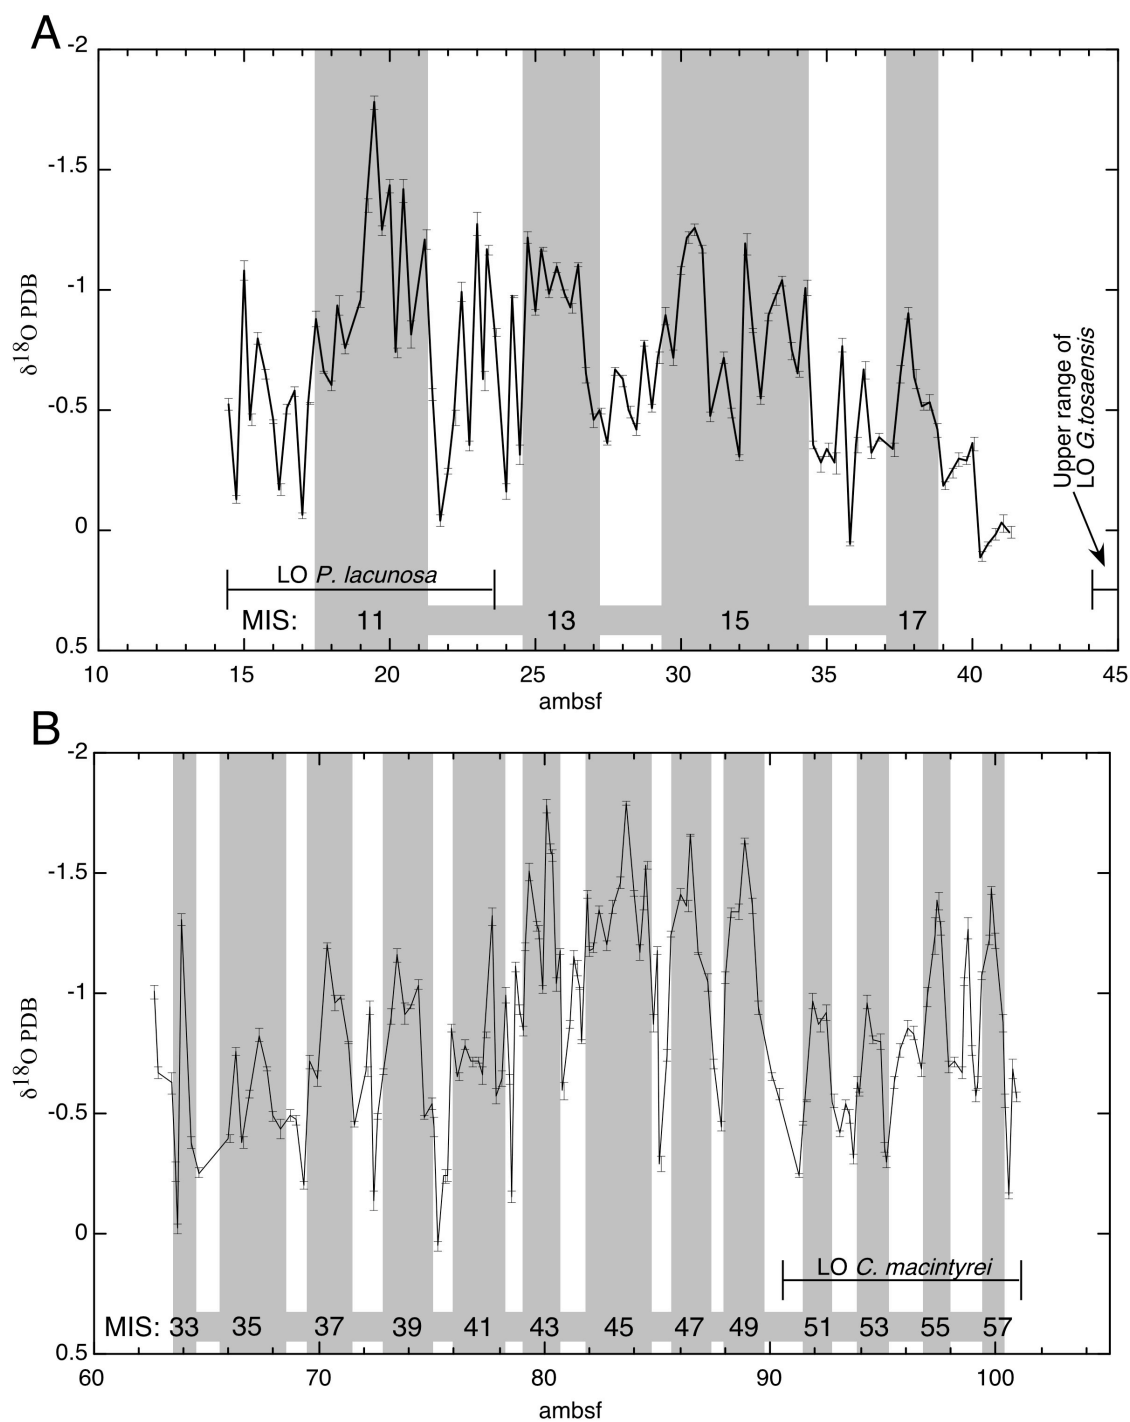 A
-2
-1.5
-1
-0.5
0
0.5
δ18O PDB
Upper range of
LO G.tosaensis
LO P. lacunosa
MIS: 11 13 15 17
10 15 20 25 30 35 40 45
ambsf
B
-2
-1.5
-1
-0.5
0
0.5
δ18O PDB
LO C. macintyrei
MIS: 33 35 37 39 41 43 45 47 49 51 53 55 57
60 70 80 90 100
ambsf